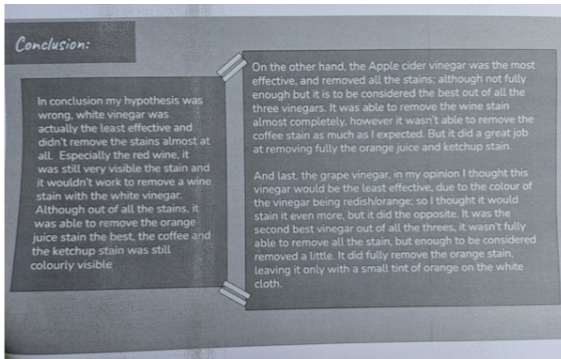 Conclusion:
In conclusion my hypothesis was
wrong, white vinegar was
actually the least effective and
didn't remove the stains almost at
all. Especially the red wine, it
was still very visible the stain and
it wouldn't work to remove a wine
stain with the white vinegar.
Although out of all the stains, it
was able to remove the orange
juice stain the best, the coffee and
the ketchup stain was still
colourly visible
On the other hand, the Apple cider vinegar was the most
effective, and removed all the stains; although not fully
enough but it is to be considered the best out of all the
three vinegars. It was able to remove the wine stain
almost completely, however it wasn't able to remove the
coffee stain as much as I expected. But it did a great job
at removing fully the orange juice and ketchup stain.
And last, the grape vinegar, in my opinion I thought this
vinegar would be the least effective, due to the colour of
the vinegar being redish/orange; so I thought it would
stain it even more, but it did the opposite. It was the
second best vinegar out of all the threes, it wasn't fully
able to remove all the stain, but enough to be considered
removed a little. It did fully remove the orange stain,
leaving it only with a small tint of orange on the white
cloth.